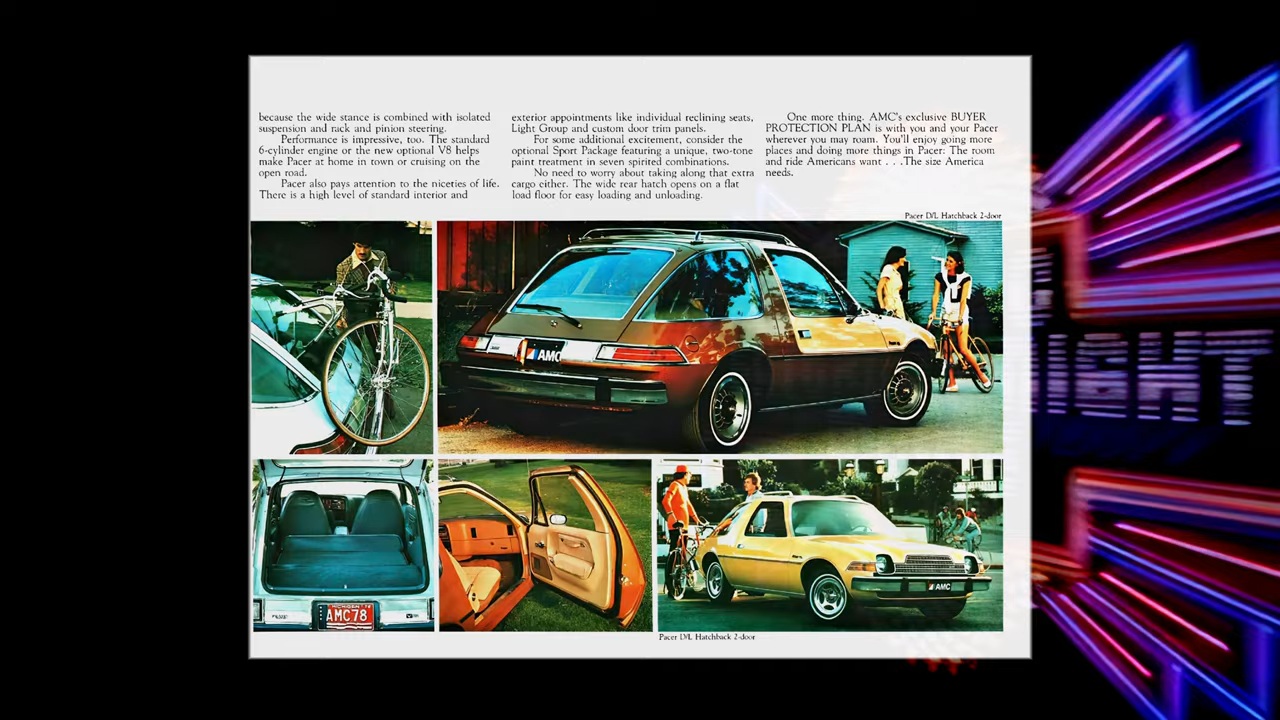 because the wide stance is combined with isolated
suspension and rack and pinion steering.
Performance is impressive, too. The standard
6-cylinder engine or the new optional V8 helps
make Pacer at home in town or cruising on the
open road.
Pacer also pays attention to the niceties of life.
There is a high level of standard interior and
exterior appointments like individual reclining seats,
Light Group and custom door trim panels.
For some additional excitement, consider the
optional Sport Package featuring a unique, two-tone
paint treatment in seven spirited combinations.
No need to worry about taking along that extra
cargo either. The wide rear hatch opens on a flat
load floor for easy loading and unloading.
One more thing. AMC's exclusive BUYER
PROTECTION PLAN is with you and your Pacer
wherever you may roam. You'll enjoy going more
places and doing more things in Pacer: The room
and ride Americans want . . .The size America
needs.
Pacer D/L Hatchback 2-door
AMC
MICHIGAN
AMC78
AMC
Pacer D/L Hatchback 2-door
IGHT